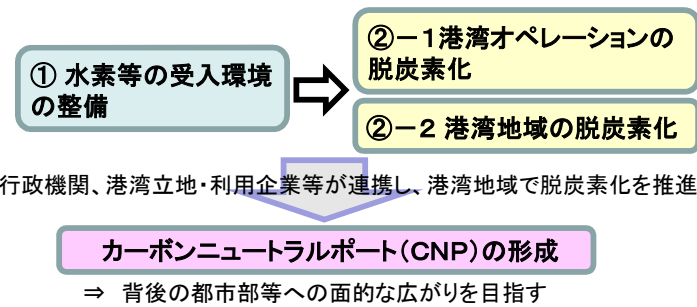 ① 水素等の受入環境
の整備
②－1港湾オペレーションの
脱炭素化
②－2 港湾地域の脱炭素化
行政機関、港湾立地・利用企業等が連携し、港湾地域で脱炭素化を推進
カーボンニュートラルポート（CNP）の形成
⇒ 背後の都市部等への面的な広がりを目指す